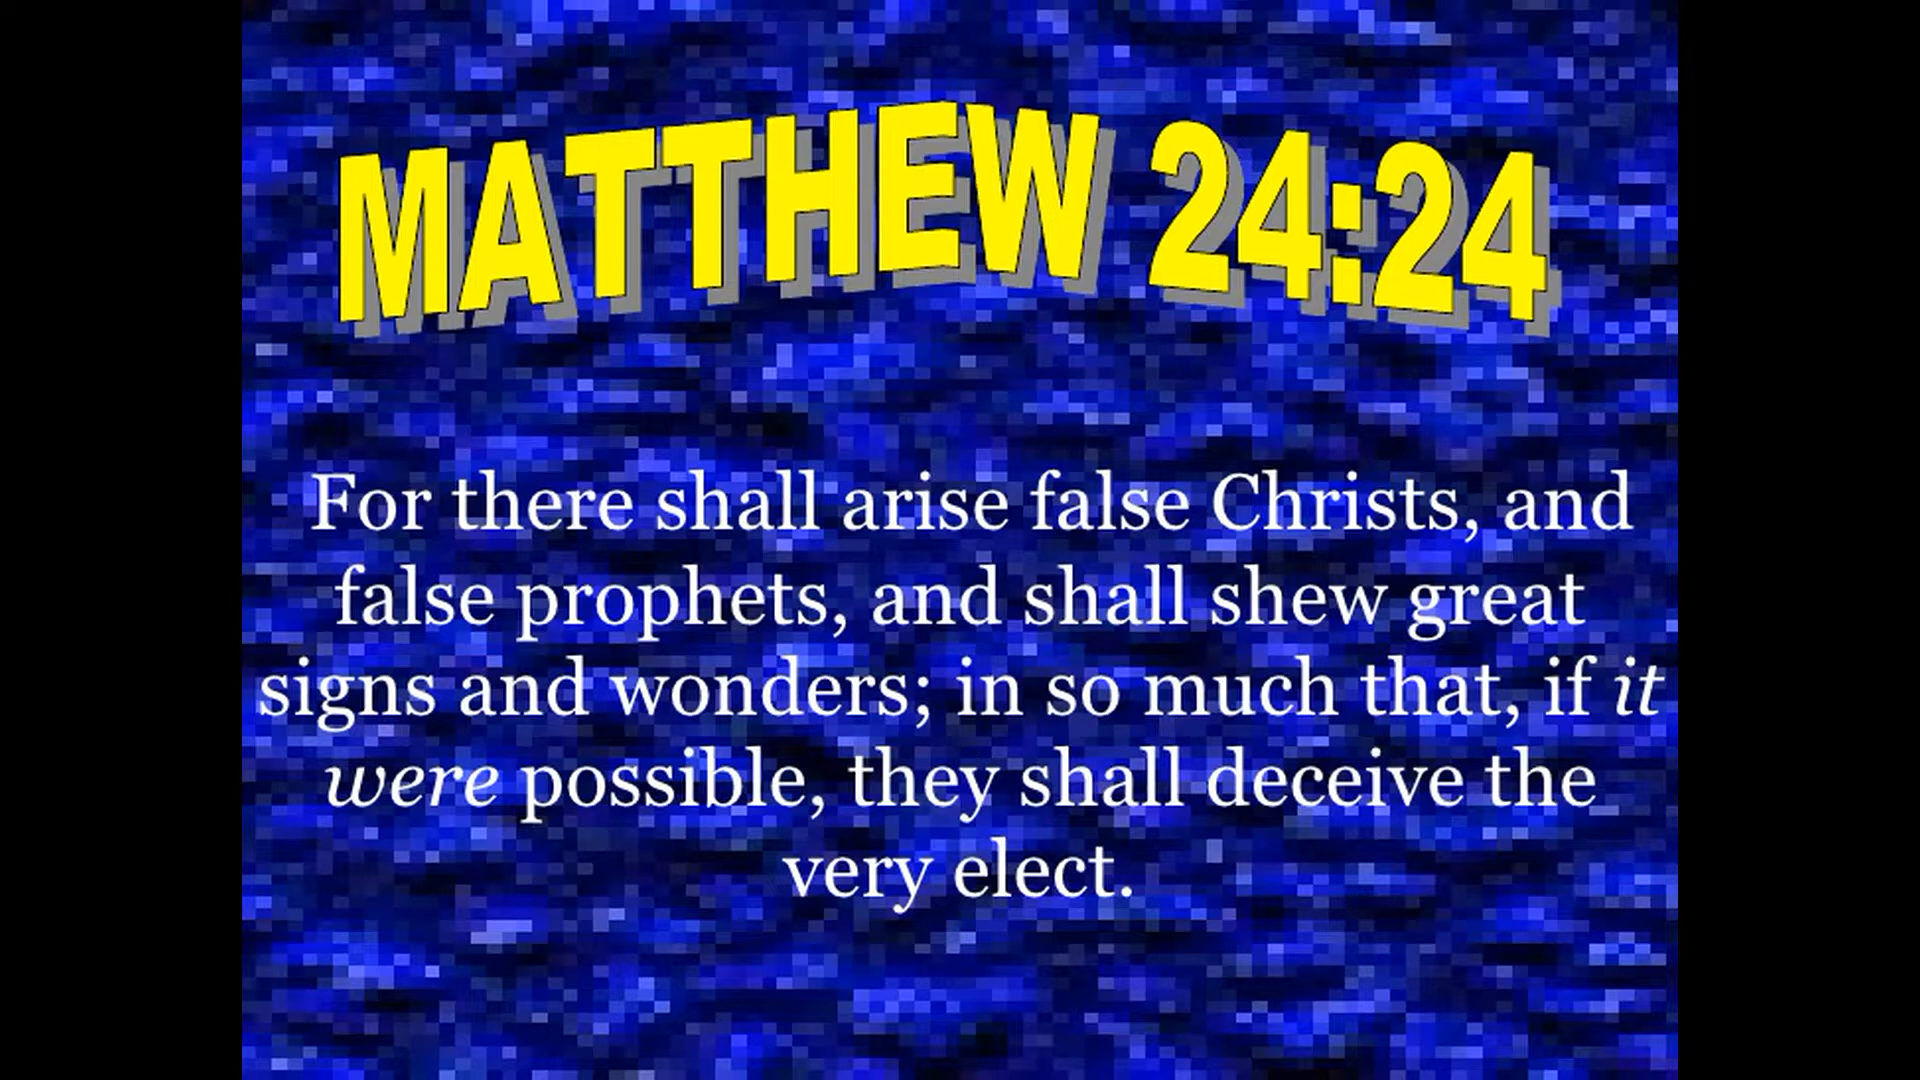 MATTHEW 24:24
For there shall arise false Christs, and
false prophets, and shall shew great
signs and wonders; in so much that, if it
were possible, they shall deceive the
very elect.